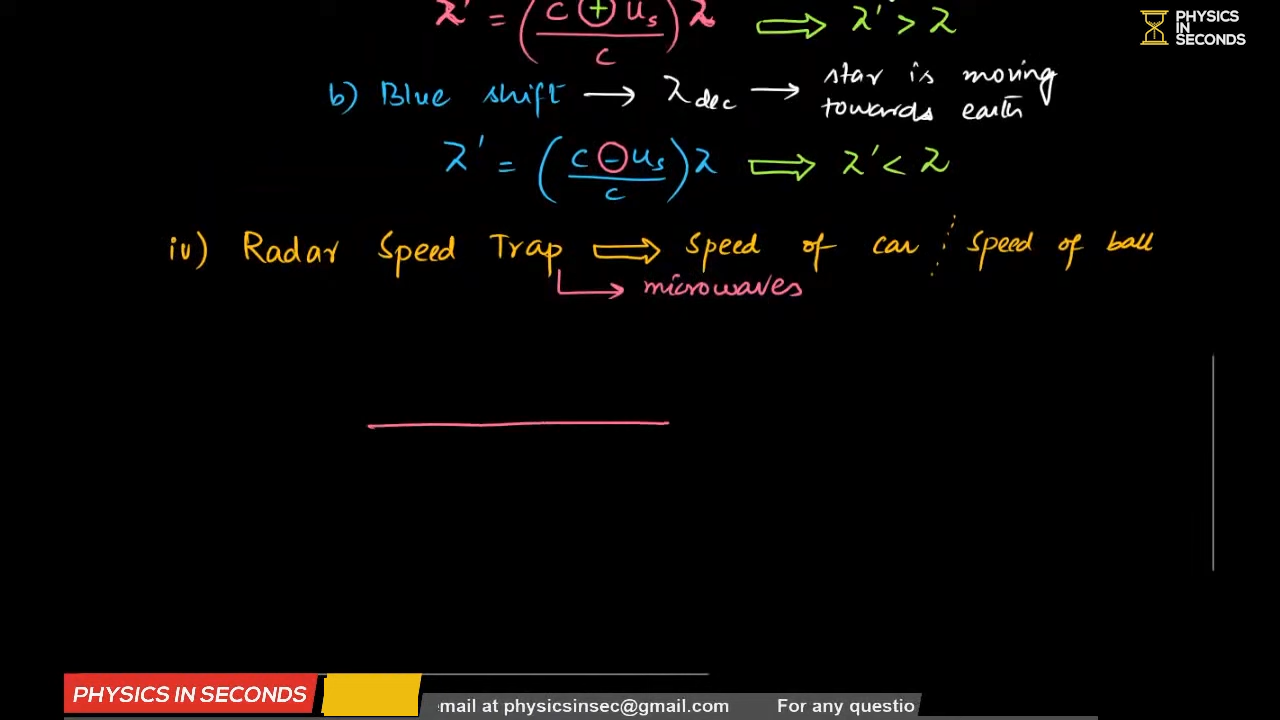 λ' = (c + us / c) λ ⟹ λ' > λ
PHYSICS
IN
SECONDS
b) Blue shift → λdec → star is moving
towards earth
λ' = (c - us / c) λ ⟹ λ' < λ
iv) Radar Speed Trap ⟹ speed of car speed of ball
microwaves
PHYSICS IN SECONDS
mail at physicsinsec@gmail.com For any questio